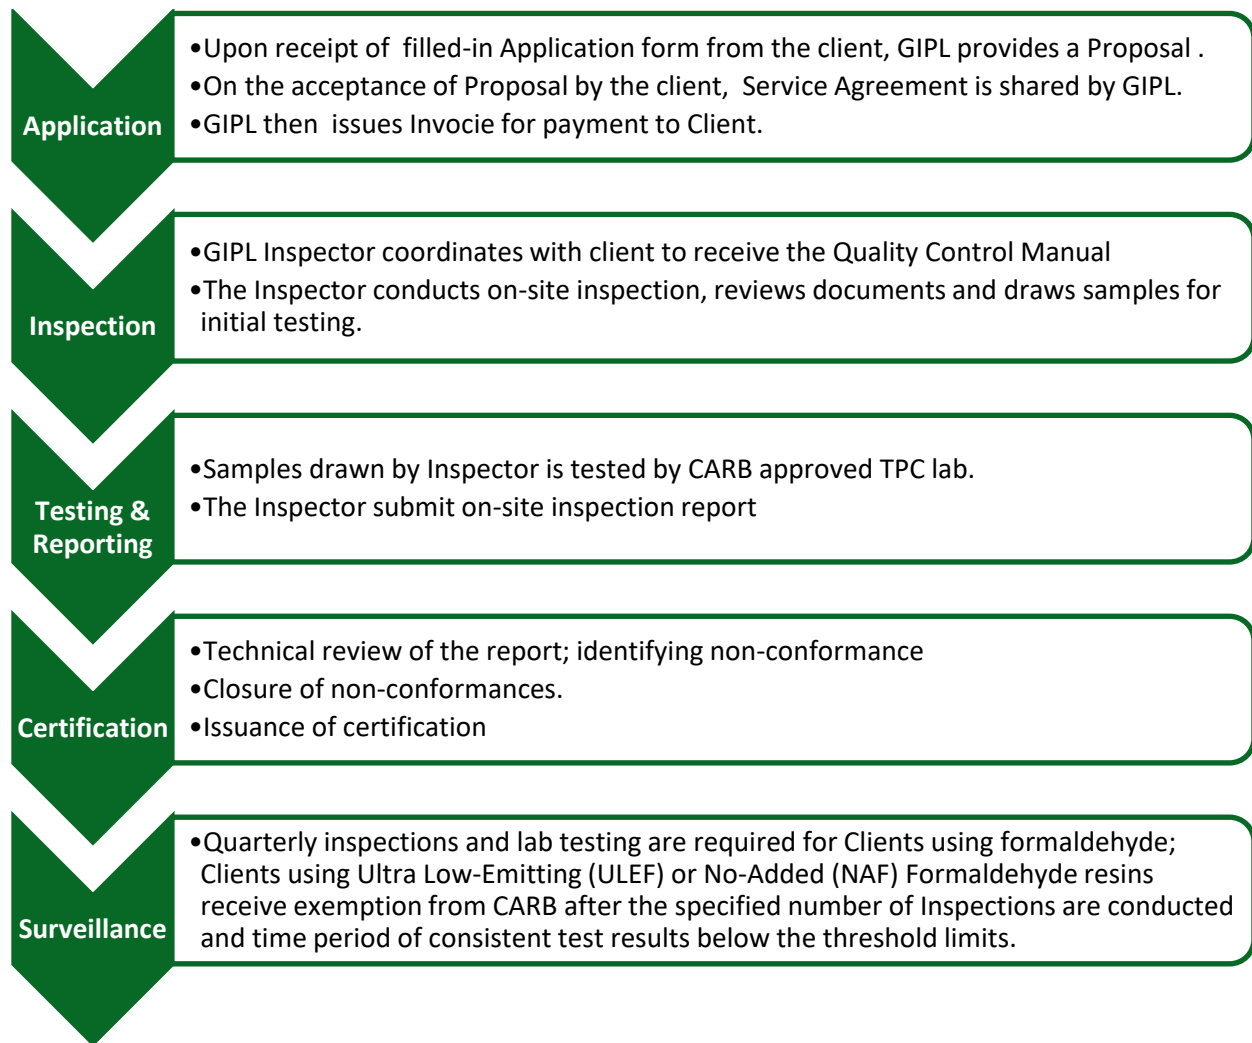 Application
•Upon receipt of  filled-in Application form from the client, GIPL provides a Proposal .
•On the acceptance of Proposal by the client,  Service Agreement is shared by GIPL.
•GIPL then  issues Invocie for payment to Client.
Inspection
•GIPL Inspector coordinates with client to receive the Quality Control Manual
•The Inspector conducts on-site inspection, reviews documents and draws samples for
initial testing.
Testing &
Reporting
•Samples drawn by Inspector is tested by CARB approved TPC lab.
•The Inspector submit on-site inspection report
Certification
•Technical review of the report; identifying non-conformance
•Closure of non-conformances.
•Issuance of certification
Surveillance
•Quarterly inspections and lab testing are required for Clients using formaldehyde;
Clients using Ultra Low-Emitting (ULEF) or No-Added (NAF) Formaldehyde resins
receive exemption from CARB after the specified number of Inspections are conducted
and time period of consistent test results below the threshold limits.